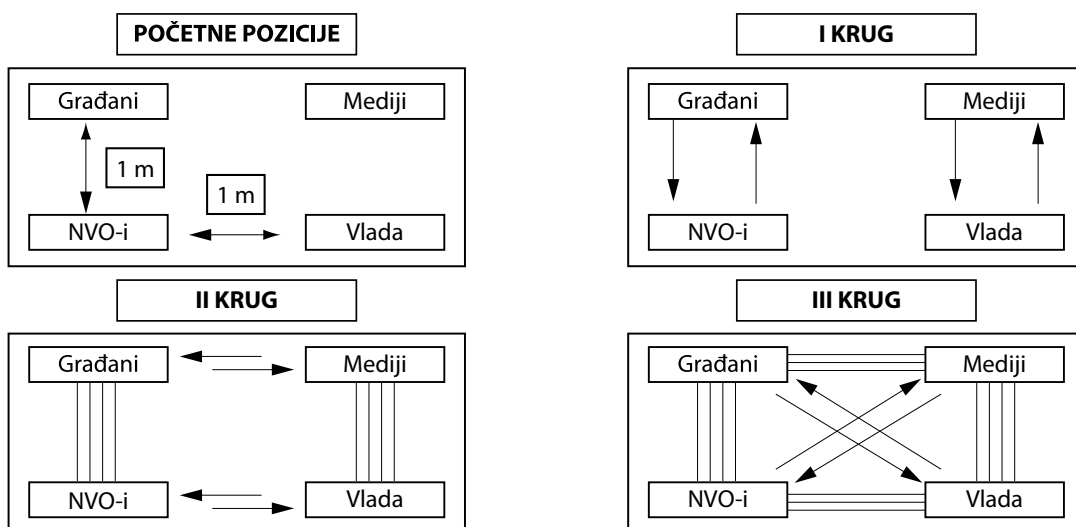 POČETNE POZICIJE
Građani
Mediji
1 m
1 m
NVO-i
Vlada
I KRUG
Građani
Mediji
NVO-i
Vlada
II KRUG
Građani
Mediji
NVO-i
Vlada
III KRUG
Građani
Mediji
NVO-i
Vlada